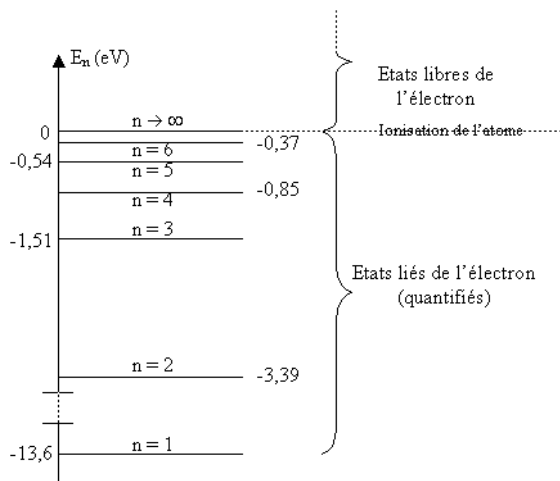 Eₙ (eV)
Etats libres de
l'électron
n → ∞
0
Ionisation de l'atome
-0,37
n = 6
-0,54
n = 5
-0,85
n = 4
n = 3
-1,51
Etats liés de l'électron
(quantifiés)
n = 2
-3,39
n = 1
-13,6